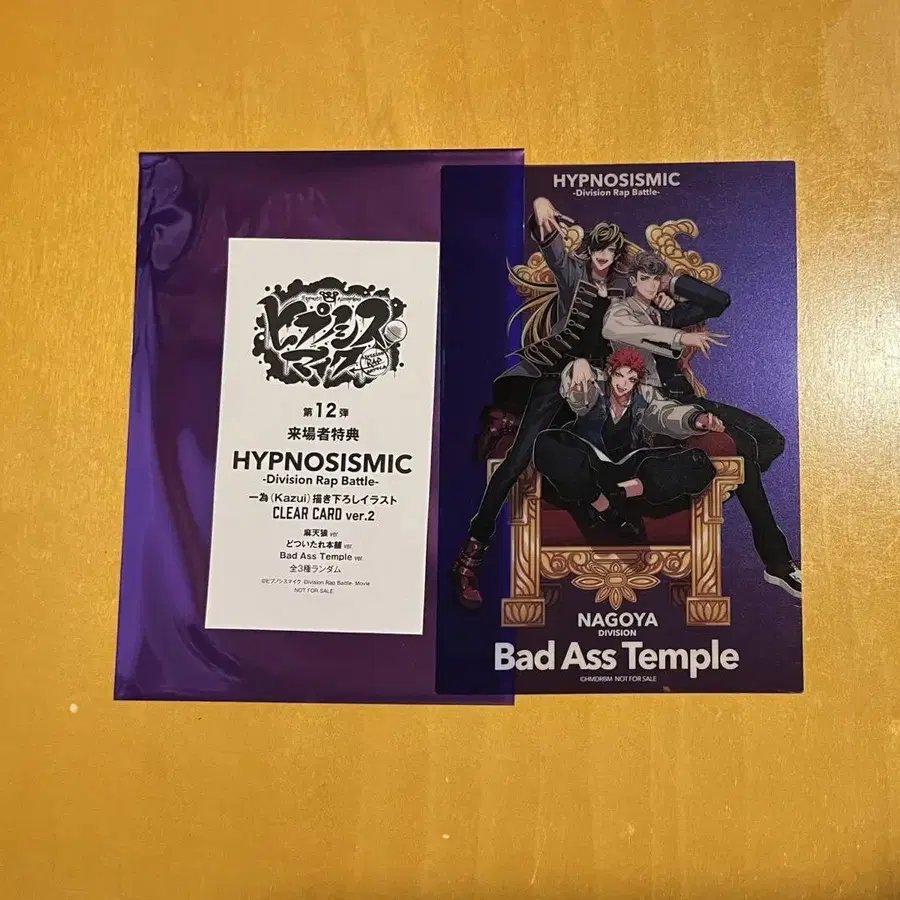 ヒプノシス
マイク
DIVISION
RAP
BATTLE
第12弾
来場者特典
HYPNOSISMIC
-Division Rap Battle-
一為(Kazui)描き下ろしイラスト
CLEAR CARD ver.2
麻天狼 ver.
どついたれ本舗 ver.
Bad Ass Temple ver.
全3種ランダム
©ヒプノシスマイク -Division Rap Battle- Movie
NOT FOR SALE
HYPNOSISMIC
-Division Rap Battle-
NAGOYA
DIVISION
Bad Ass Temple
©HMDRBM NOT FOR SALE